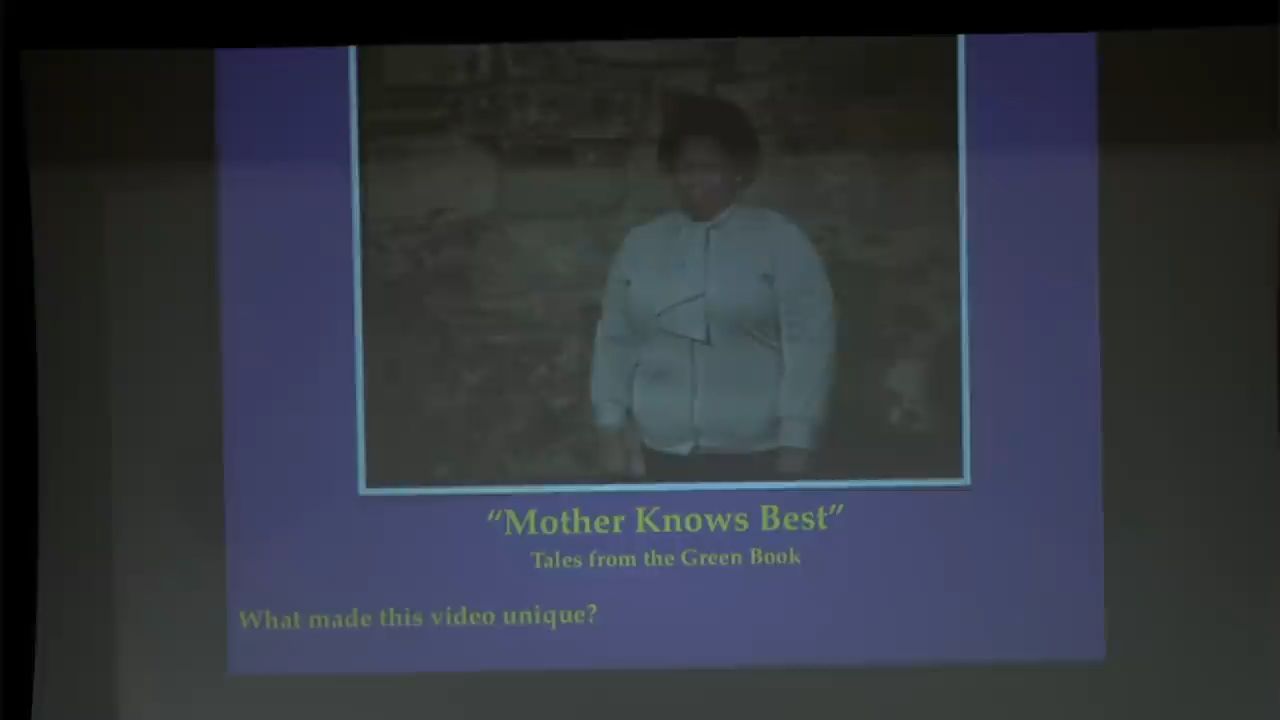 “Mother Knows Best”
Tales from the Green Book
What made this video unique?